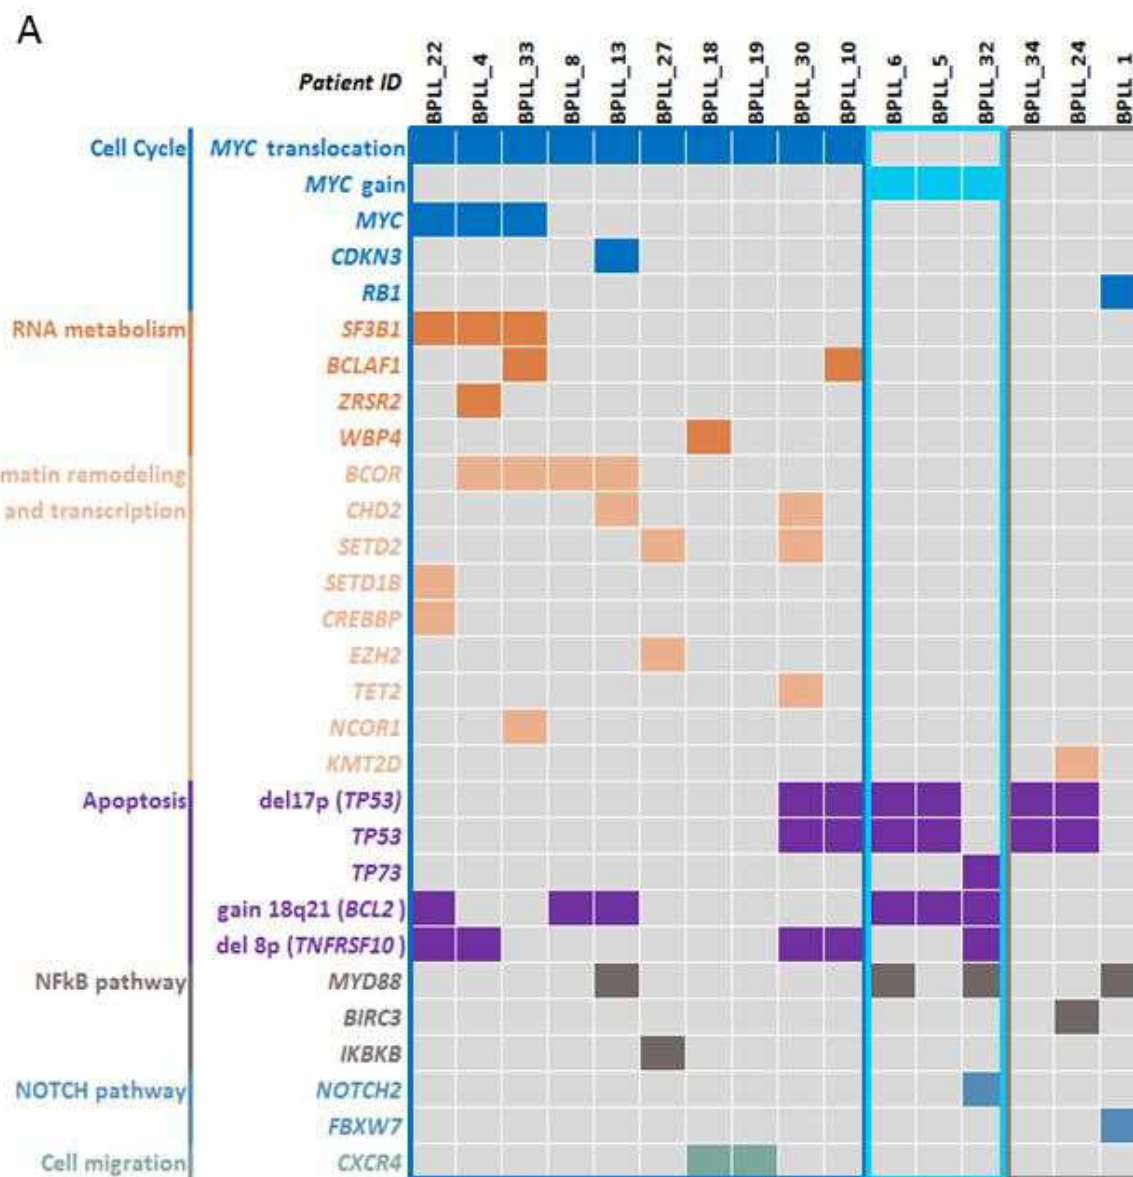 A
Patient ID BPLL_22 BPLL_4 BPLL_33 BPLL_8 BPLL_13 BPLL_27 BPLL_18 BPLL_19 BPLL_30 BPLL_10 BPLL_6 BPLL_5 BPLL_32 BPLL_34 BPLL_24 BPLL_1
Cell Cycle MYC translocation
MYC gain
MYC
CDKN3
RB1
RNA metabolism SF3B1
BCLAF1
ZRSR2
WBP4
matin remodeling BCOR
and transcription CHD2
SETD2
SETD1B
CREBBP
EZH2
TET2
NCOR1
KMT2D
Apoptosis del17p (TP53)
TP53
TP73
gain 18q21 (BCL2 )
del 8p (TNFRSF10 )
NFkB pathway MYD88
BIRC3
IKBKB
NOTCH pathway NOTCH2
FBXW7
Cell migration CXCR4